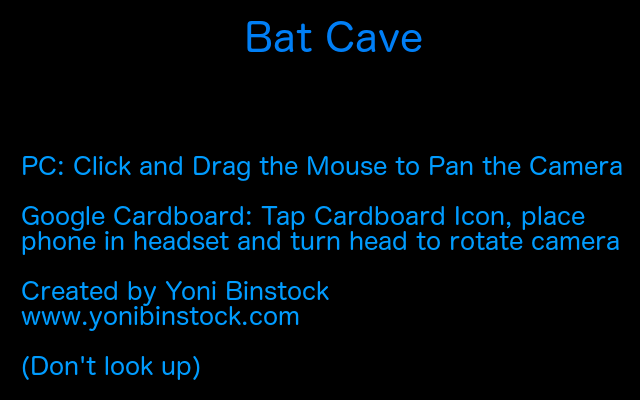 Bat Cave
PC: Click and Drag the Mouse to Pan the Camera
Google Cardboard: Tap Cardboard Icon, place
phone in headset and turn head to rotate camera
Created by Yoni Binstock
www.yonibinstock.com
(Don't look up)